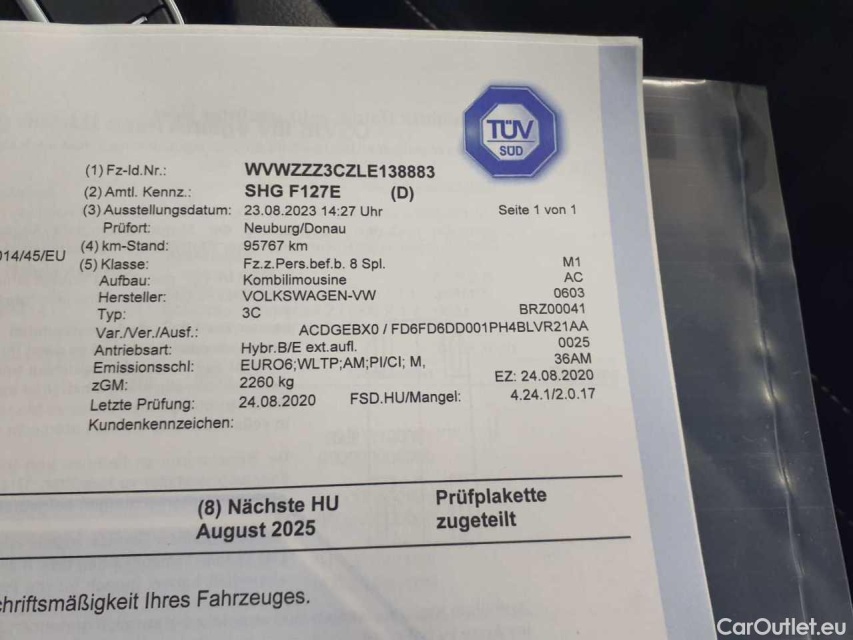 TÜV
SÜD
(1) Fz-Id.Nr.: WVWZZZ3CZLE138883
(2) Amtl. Kennz.: SHG F127E (D)
(3) Ausstellungsdatum: 23.08.2023 14:27 Uhr Seite 1 von 1
Prüfort: Neuburg/Donau
014/45/EU (4) km-Stand: 95767 km
(5) Klasse: Fz.z.Pers.bef.b. 8 Spl. M1
Aufbau: Kombilimousine AC
Hersteller: VOLKSWAGEN-VW 0603
Typ: 3C BRZ00041
Var./Ver./Ausf.: ACDGEBX0 / FD6FD6DD001PH4BLVR21AA
Antriebsart: Hybr.B/E ext.aufl. 0025
Emissionsschl: EURO6;WLTP;AM;PI/CI; M, 36AM
zGM: 2260 kg EZ: 24.08.2020
Letzte Prüfung: 24.08.2020 FSD.HU/Mangel: 4.24.1/2.0.17
Kundenkennzeichen:
(8) Nächste HU Prüfplakette
August 2025 zugeteilt
chriftsmäßigkeit Ihres Fahrzeuges.
CarOutlet.eu